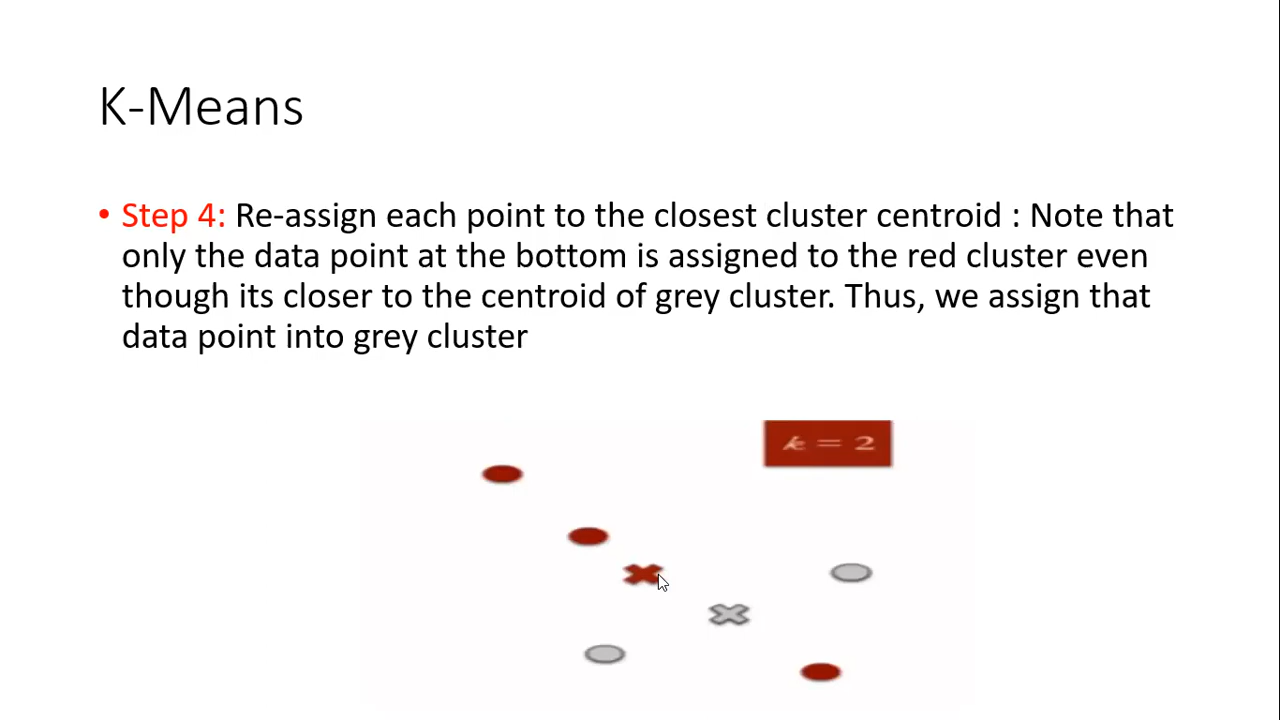 K-Means
• Step 4: Re-assign each point to the closest cluster centroid : Note that
only the data point at the bottom is assigned to the red cluster even
though its closer to the centroid of grey cluster. Thus, we assign that
data point into grey cluster
k = 2